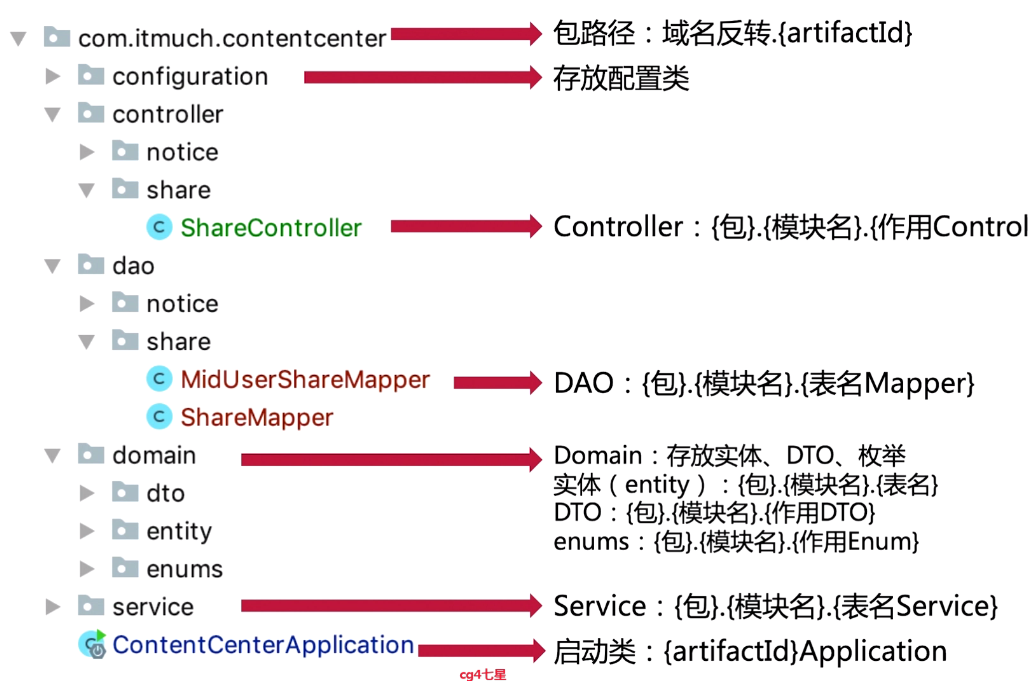 com.itmuch.contentcenter 包路径：域名反转.{artifactId}
configuration 存放配置类
controller
notice
share
ShareController Controller：{包}.{模块名}.{作用Control
dao
notice
share
MidUserShareMapper DAO：{包}.{模块名}.{表名Mapper}
ShareMapper
domain Domain：存放实体、DTO、枚举
实体（entity）：{包}.{模块名}.{表名}
dto DTO：{包}.{模块名}.{作用DTO}
entity enums：{包}.{模块名}.{作用Enum}
enums
service Service：{包}.{模块名}.{表名Service}
ContentCenterApplication 启动类：{artifactId}Application
cg4七星